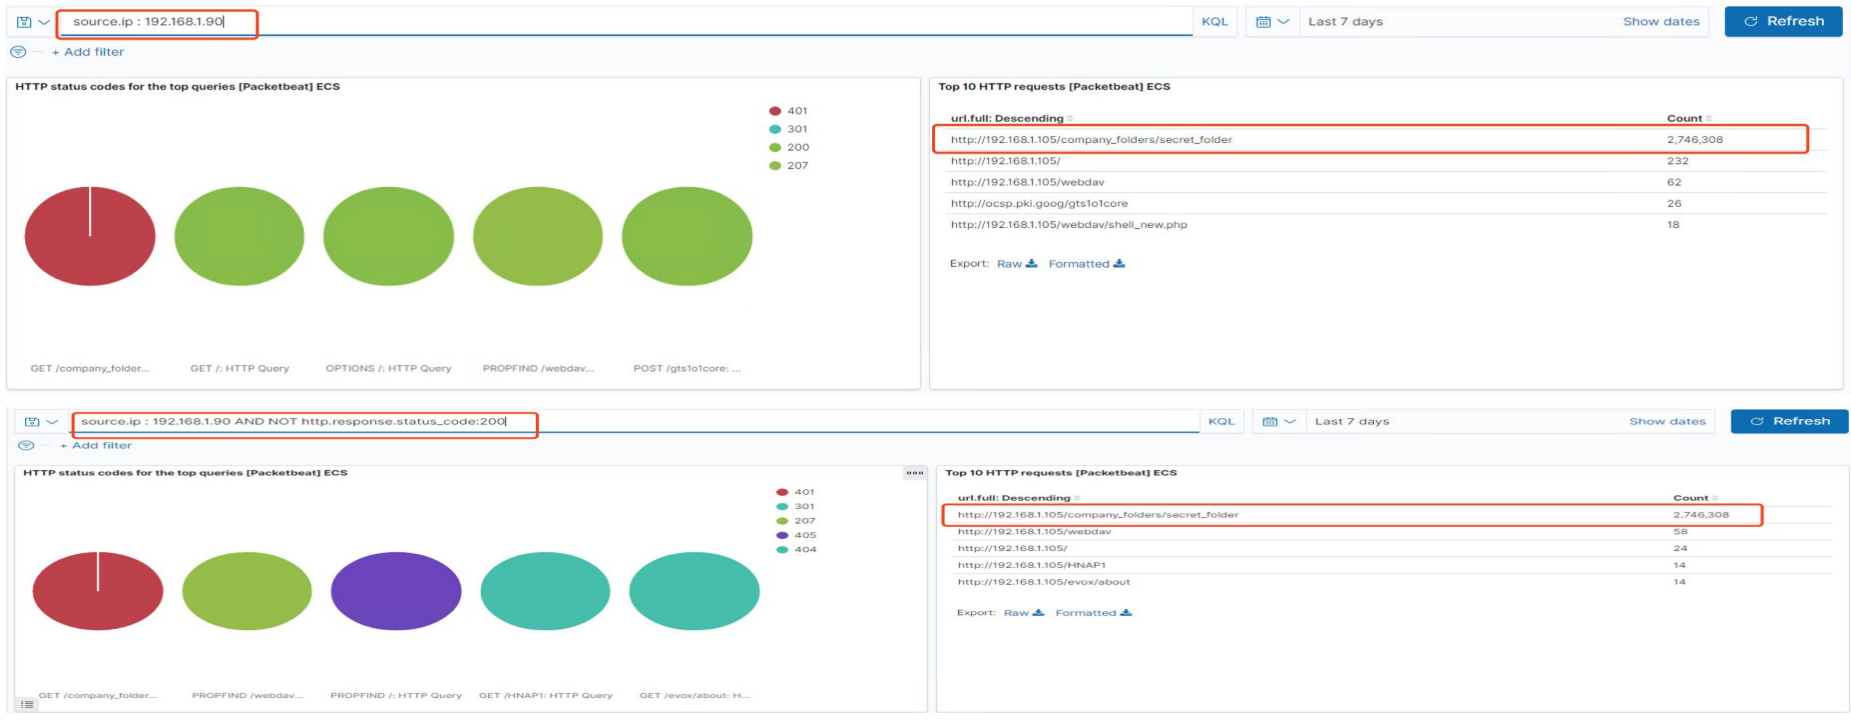 source.ip : 192.168.1.90 KQL Last 7 days Show dates Refresh
+ Add filter
HTTP status codes for the top queries [Packetbeat] ECS
401
301
200
207
GET /company_folder... GET /: HTTP Query OPTIONS /: HTTP Query PROPFIND /webdav... POST /gts1o1core: ...
Top 10 HTTP requests [Packetbeat] ECS
url.full: Descending Count
http://192.168.1.105/company_folders/secret_folder 2,746,308
http://192.168.1.105/ 232
http://192.168.1.105/webdav 62
http://ocsp.pki.goog/gts1o1core 26
http://192.168.1.105/webdav/shell_new.php 18
Export: Raw Formatted
source.ip : 192.168.1.90 AND NOT http.response.status_code:200 KQL Last 7 days Show dates Refresh
+ Add filter
HTTP status codes for the top queries [Packetbeat] ECS
401
301
207
405
404
GET /company_folder... PROPFIND /webdav... PROPFIND /: HTTP Query GET /HNAP1: HTTP Query GET /evox/about: H...
Top 10 HTTP requests [Packetbeat] ECS
url.full: Descending Count
http://192.168.1.105/company_folders/secret_folder 2,746,308
http://192.168.1.105/webdav 58
http://192.168.1.105/ 24
http://192.168.1.105/HNAP1 14
http://192.168.1.105/evox/about 14
Export: Raw Formatted